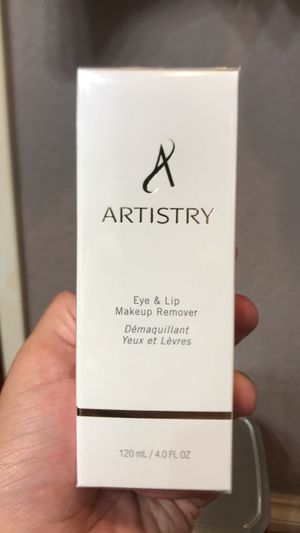 ARTISTRY
Eye & Lip
Makeup Remover
Démaquillant
Yeux et Lèvres
120 mL / 4.0 FL OZ